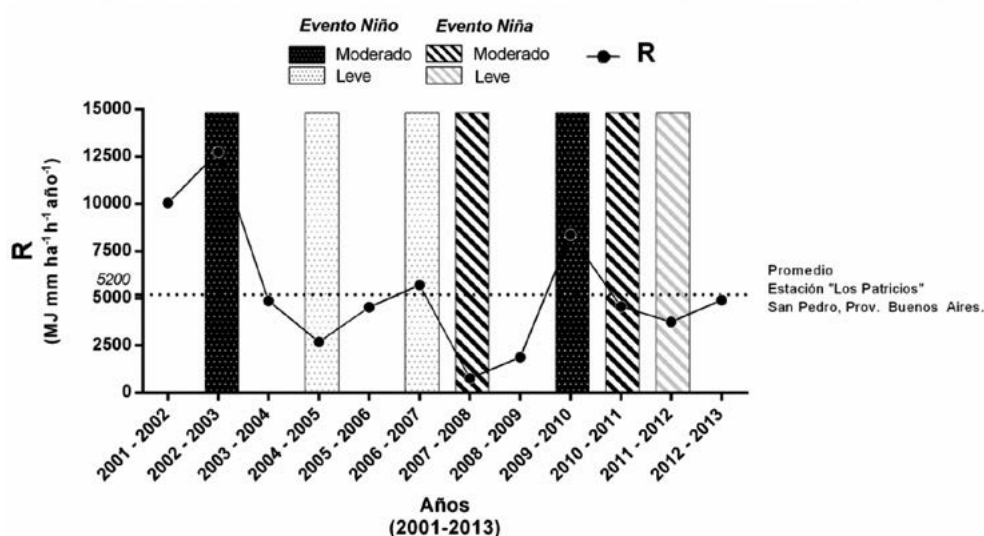 Evento Niño
Evento Niña
Moderado
Moderado
R
Leve
Leve
15000
12500
10000
7500
5200
5000
2500
0
R
(MJ mm ha⁻¹ h⁻¹ año⁻¹)
Promedio
Estación "Los Patricios"
San Pedro, Prov. Buenos Aires.
2001 - 2002
2002 - 2003
2003 - 2004
2004 - 2005
2005 - 2006
2006 - 2007
2007 - 2008
2008 - 2009
2009 - 2010
2010 - 2011
2011 - 2012
2012 - 2013
Años
(2001-2013)